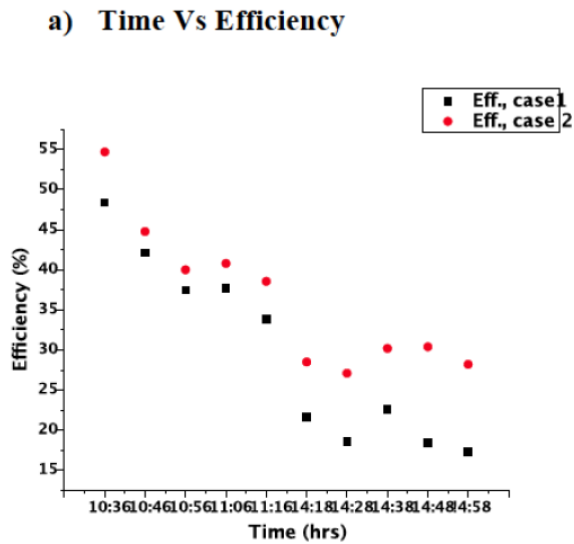 a) Time Vs Efficiency
Eff., case1
Eff., case 2
55
50
45
40
35
30
25
20
15
Efficiency (%)
10:36 10:46 10:56 11:06 11:16 14:18 14:28 14:38 14:48 14:58
Time (hrs)